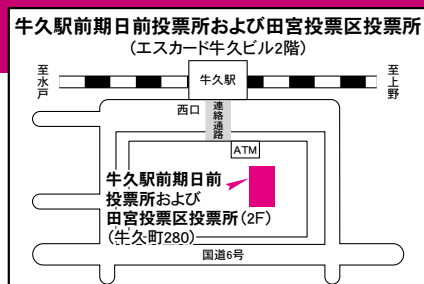 牛久駅前期日前投票所および田宮投票区投票所
(エスカード牛久ビル2階)
至水戸
牛久駅
至上野
西口
連絡通路
ATM
牛久駅前期日前
投票所および
田宮投票区投票所(2F)
(牛久町280)
国道6号